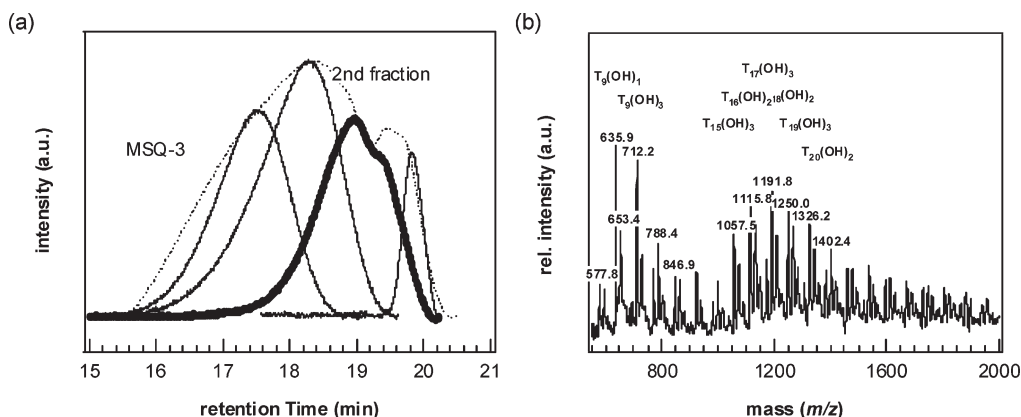 (a)
2nd fraction
MSQ-3
intensity (a.u.)
15 16 17 18 19 20 21
retention Time (min)
(b)
T17(OH)3
T9(OH)1
T16(OH)2 18(OH)2
T9(OH)3
T15(OH)3 T19(OH)3
T20(OH)2
635.9
712.2
1191.8
1115.8 1250.0
653.4 1326.2
1057.5
788.4 1402.4
846.9
577.8
rel. intensity (a.u.)
800 1200 1600 2000
mass (m/z)